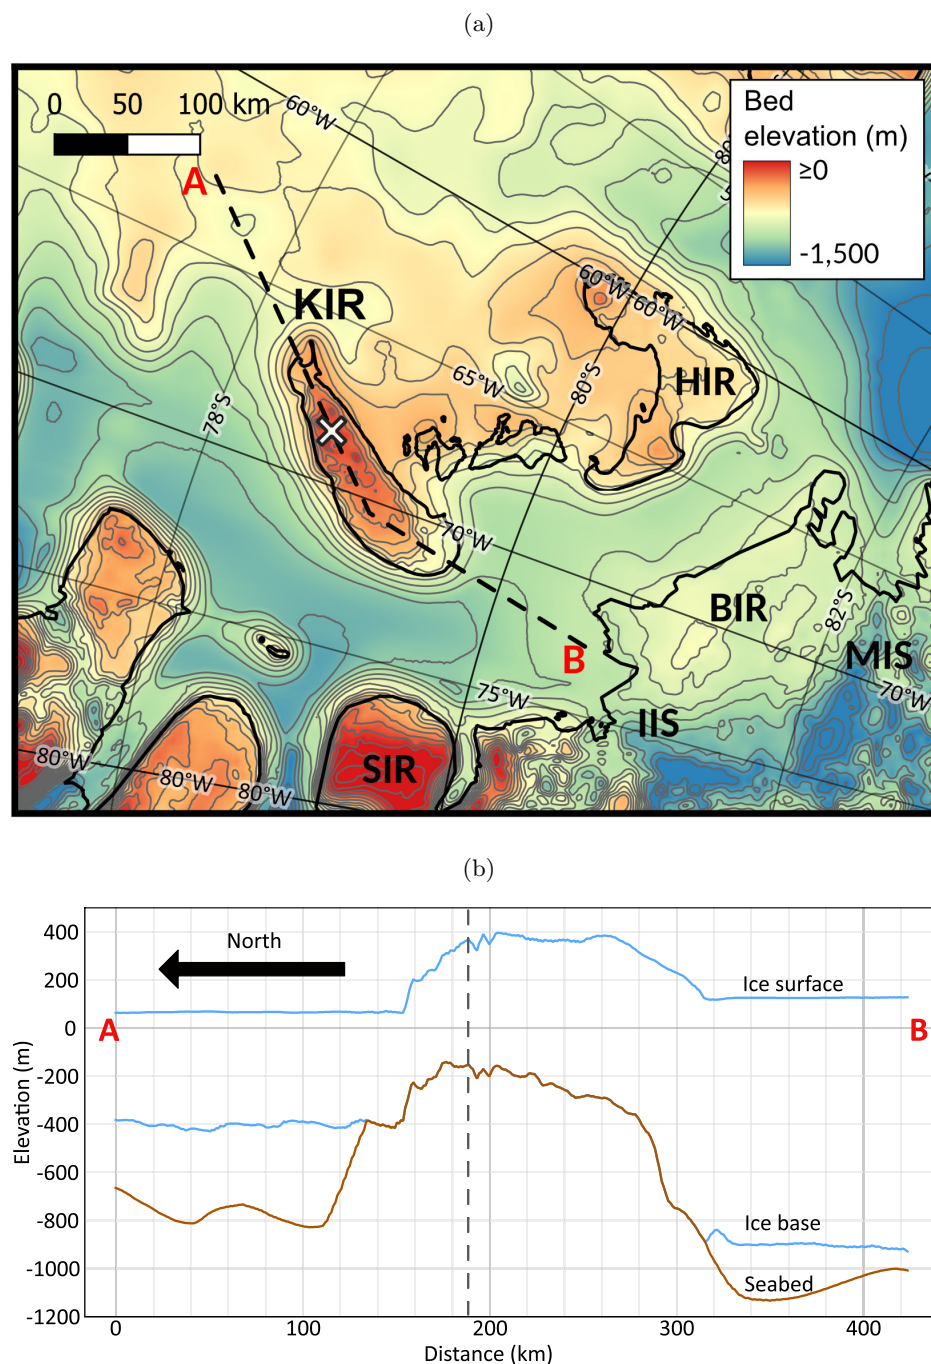 (a)
0 50 100 km
A
60°W
Bed
elevation (m)
≥0
-1,500
KIR
60°W
60°W
65°W
80°S
HIR
78°S
70°W
BIR
82°S
B
MIS
75°W
70°W
IIS
SIR
80°W
80°W
80°W
(b)
400
North
200
Ice surface
A
0
B
-200
Elevation (m)
-400
-600
-800
Ice base
-1000
Seabed
-1200
0 100 200 300 400
Distance (km)